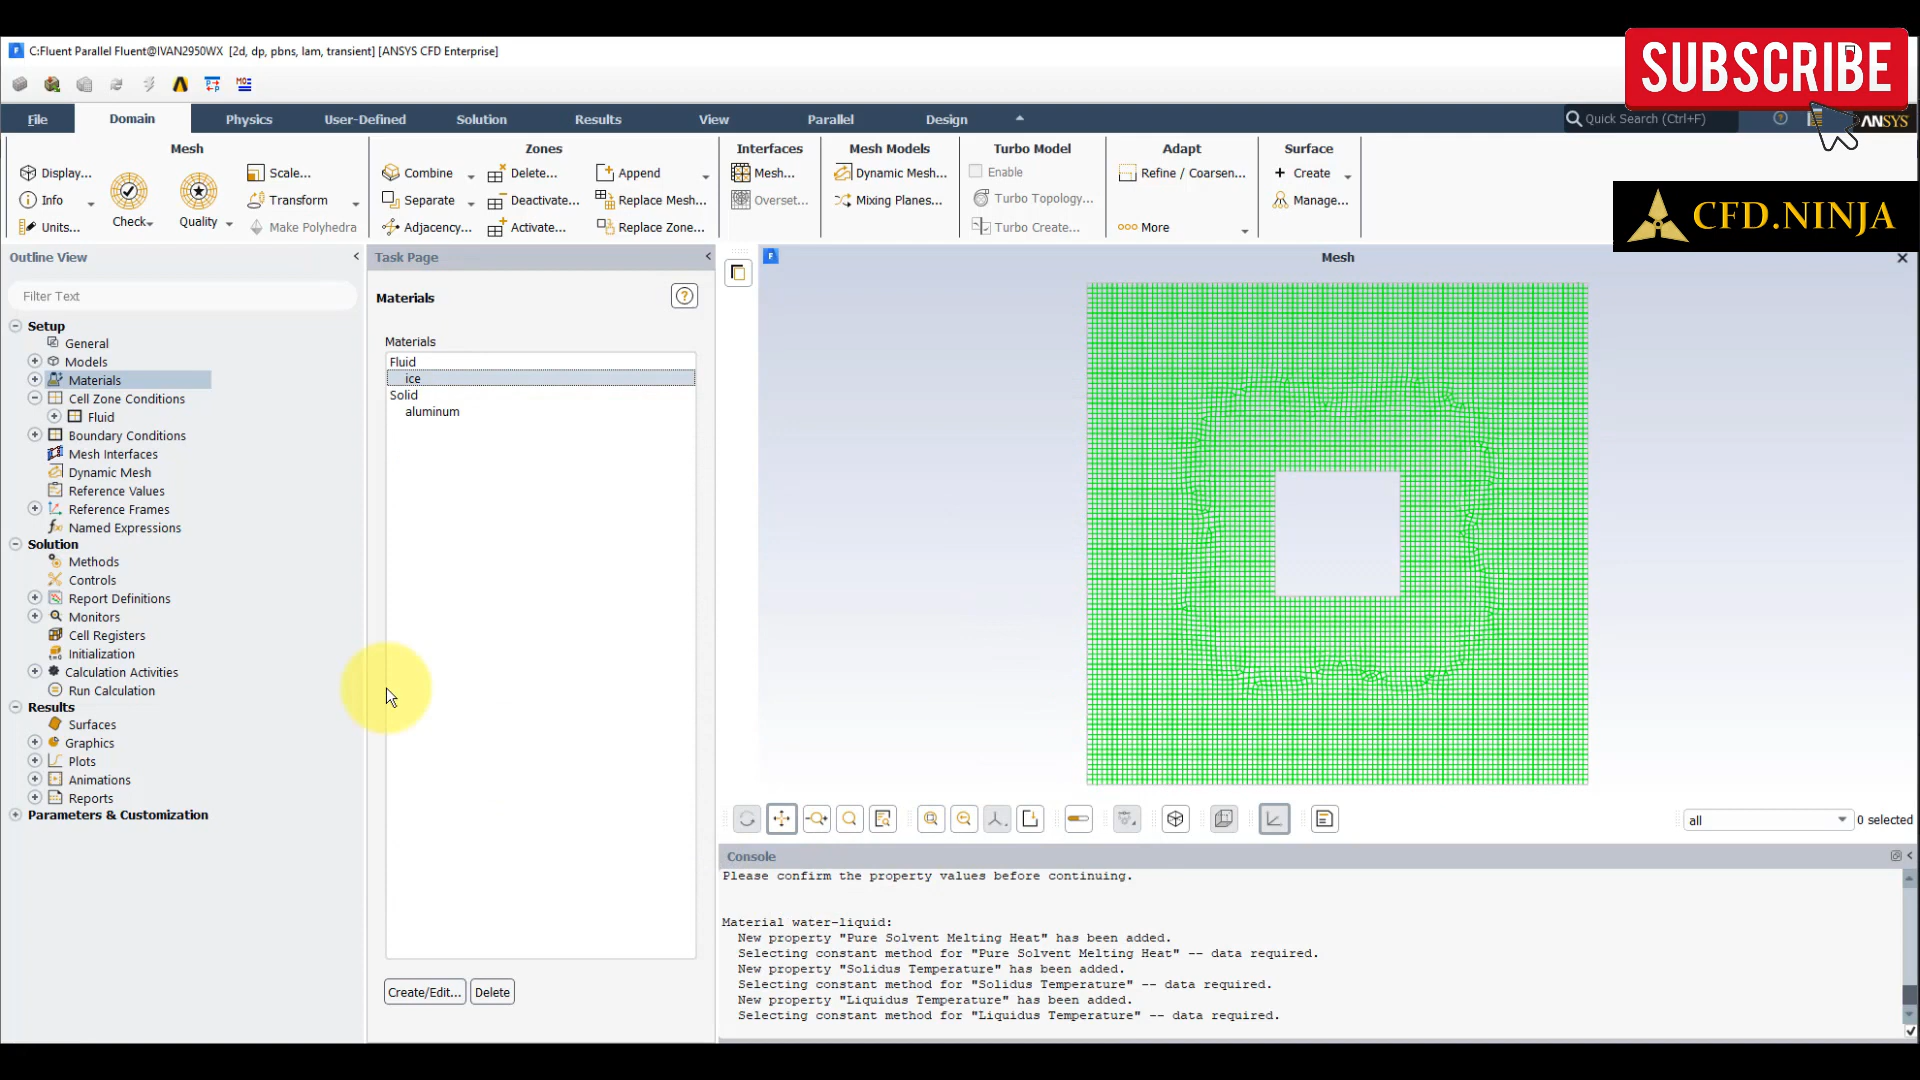 C:Fluent Parallel Fluent@IVAN2950WX [2d, dp, pbns, lam, transient] [ANSYS CFD Enterprise]
SUBSCRIBE
File
Domain
Physics
User-Defined
Solution
Results
View
Parallel
Design
Quick Search (Ctrl+F)
ANSYS
CFD.NINJA
Mesh
Display...
Info
Units...
Check
Quality
Scale...
Transform
Make Polyhedra
Zones
Combine
Separate
Adjacency...
Delete...
Deactivate...
Activate...
Append
Replace Mesh...
Replace Zone...
Interfaces
Mesh...
Overset...
Mesh Models
Dynamic Mesh...
Mixing Planes...
Turbo Model
Enable
Turbo Topology...
Turbo Create...
Adapt
Refine / Coarsen...
More
Surface
Create
Manage...
Outline View
Filter Text
Setup
General
Models
Materials
Cell Zone Conditions
Fluid
Boundary Conditions
Mesh Interfaces
Dynamic Mesh
Reference Values
Reference Frames
Named Expressions
Solution
Methods
Controls
Report Definitions
Monitors
Cell Registers
Initialization
Calculation Activities
Run Calculation
Results
Surfaces
Graphics
Plots
Animations
Reports
Parameters & Customization
Task Page
Materials
Materials
Fluid
ice
Solid
aluminum
Create/Edit...
Delete
Mesh
all
0 selected
Console
Please confirm the property values before continuing.
Material water-liquid:
New property "Pure Solvent Melting Heat" has been added.
Selecting constant method for "Pure Solvent Melting Heat" -- data required.
New property "Solidus Temperature" has been added.
Selecting constant method for "Solidus Temperature" -- data required.
New property "Liquidus Temperature" has been added.
Selecting constant method for "Liquidus Temperature" -- data required.